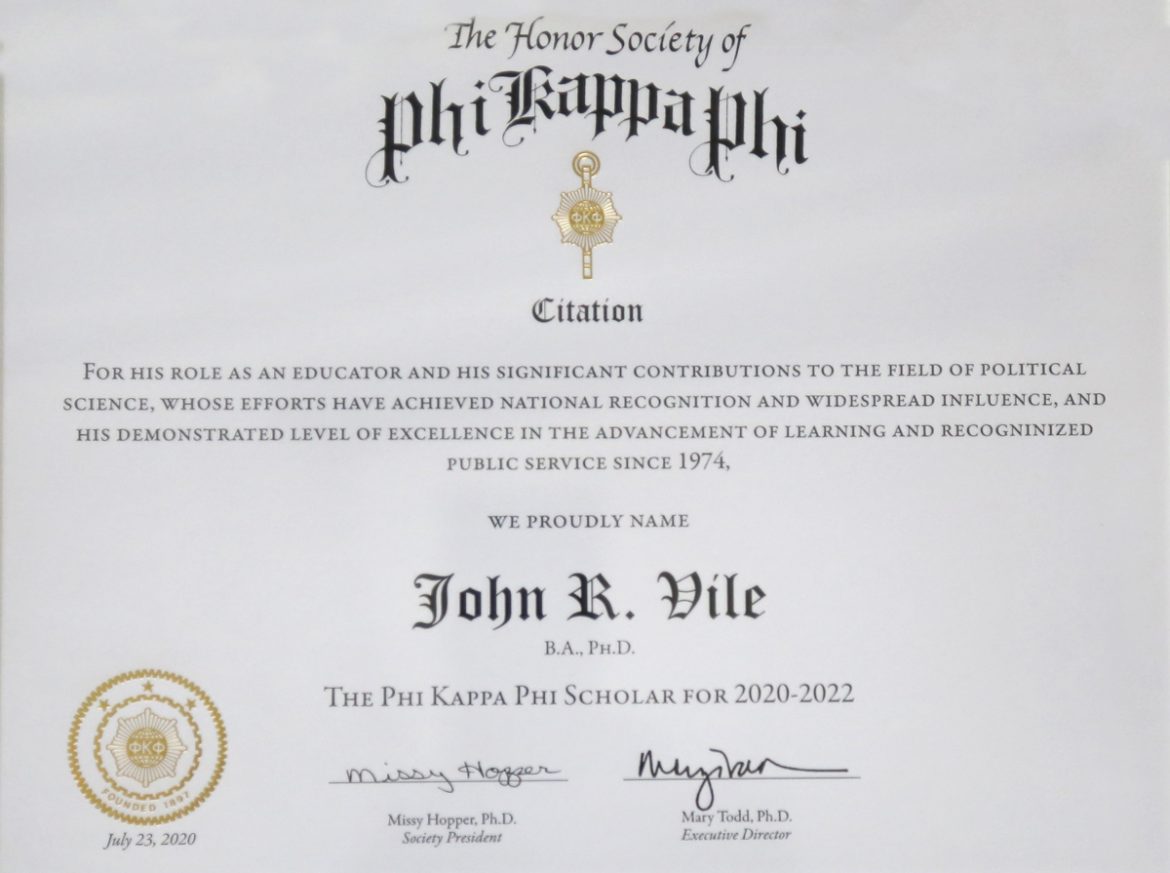 The Honor Society of
Phi Kappa Phi
ΦΚΦ
Citation
For his role as an educator and his significant contributions to the field of political
science, whose efforts have achieved national recognition and widespread influence, and
his demonstrated level of excellence in the advancement of learning and recogninized
public service since 1974,
we proudly name
John R. Vile
B.A., Ph.D.
The Phi Kappa Phi Scholar for 2020-2022
ΦΚΦ
FOUNDED 1897
July 23, 2020
Missy Hopper
Missy Hopper, Ph.D.
Society President
Mary Todd, Ph.D.
Executive Director